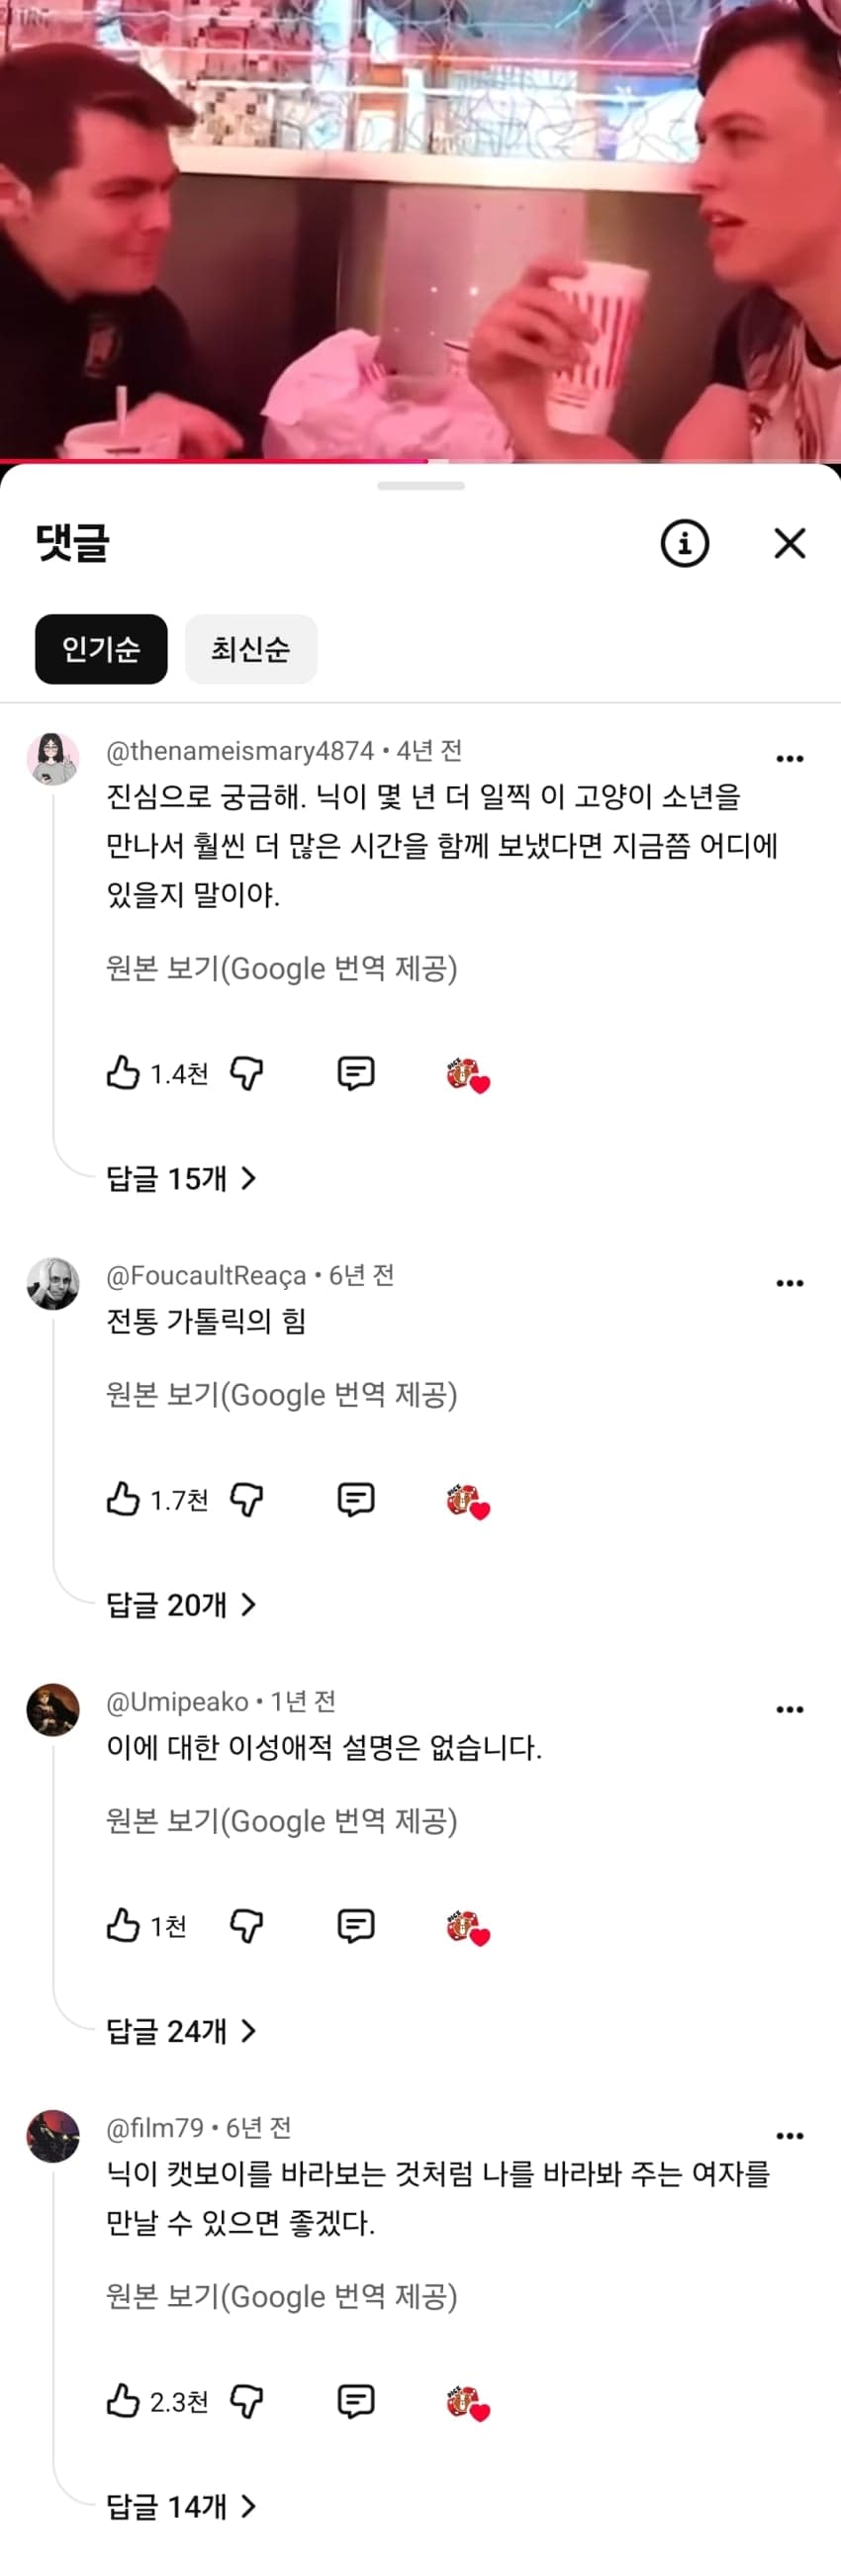 댓글
인기순
최신순
@thenameismary4874 • 4년 전
진심으로 궁금해. 닉이 몇 년 더 일찍 이 고양이 소년을
만나서 훨씬 더 많은 시간을 함께 보냈다면 지금쯤 어디에
있을지 말이야.
원본 보기(Google 번역 제공)
1.4천
답글 15개
@FoucaultReaça • 6년 전
전통 가톨릭의 힘
원본 보기(Google 번역 제공)
1.7천
답글 20개
@Umipeako • 1년 전
이에 대한 이성애적 설명은 없습니다.
원본 보기(Google 번역 제공)
1천
답글 24개
@film79 • 6년 전
닉이 캣보이를 바라보는 것처럼 나를 바라봐 주는 여자를
만날 수 있으면 좋겠다.
원본 보기(Google 번역 제공)
2.3천
답글 14개